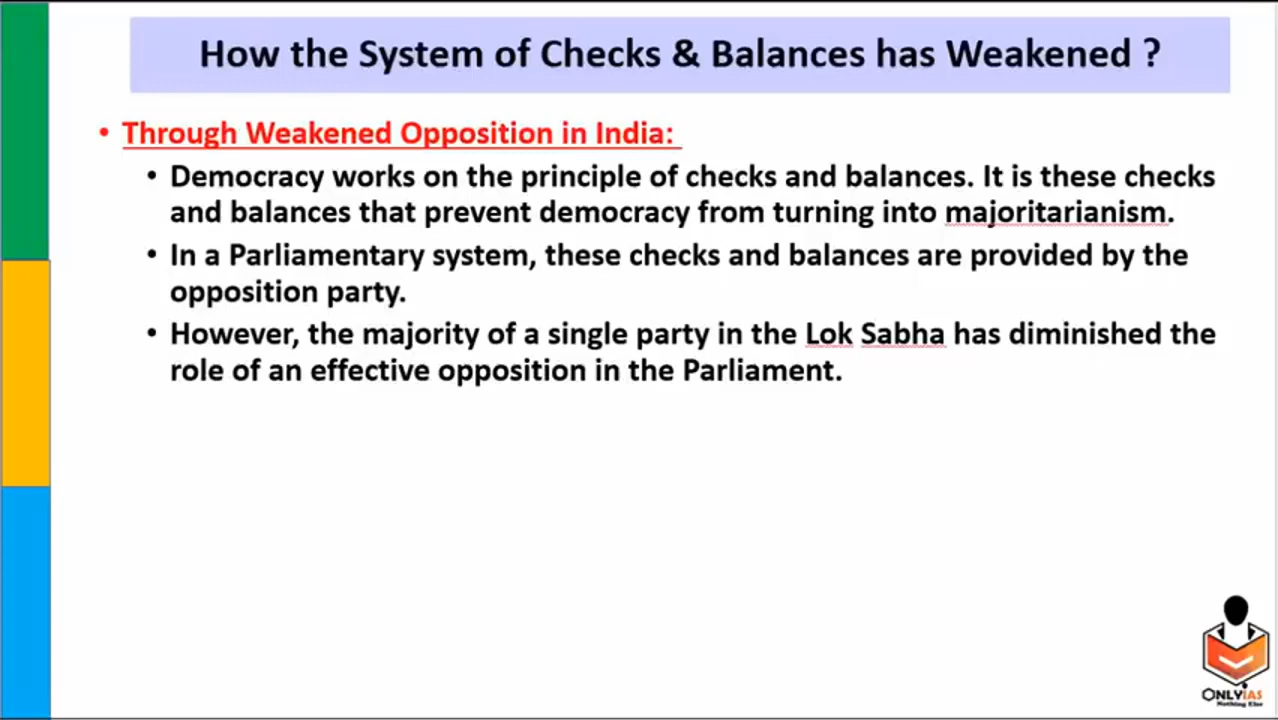 How the System of Checks & Balances has Weakened ?
• Through Weakened Opposition in India:
• Democracy works on the principle of checks and balances. It is these checks
and balances that prevent democracy from turning into majoritarianism.
• In a Parliamentary system, these checks and balances are provided by the
opposition party.
• However, the majority of a single party in the Lok Sabha has diminished the
role of an effective opposition in the Parliament.
ONLYIAS
Nothing Else